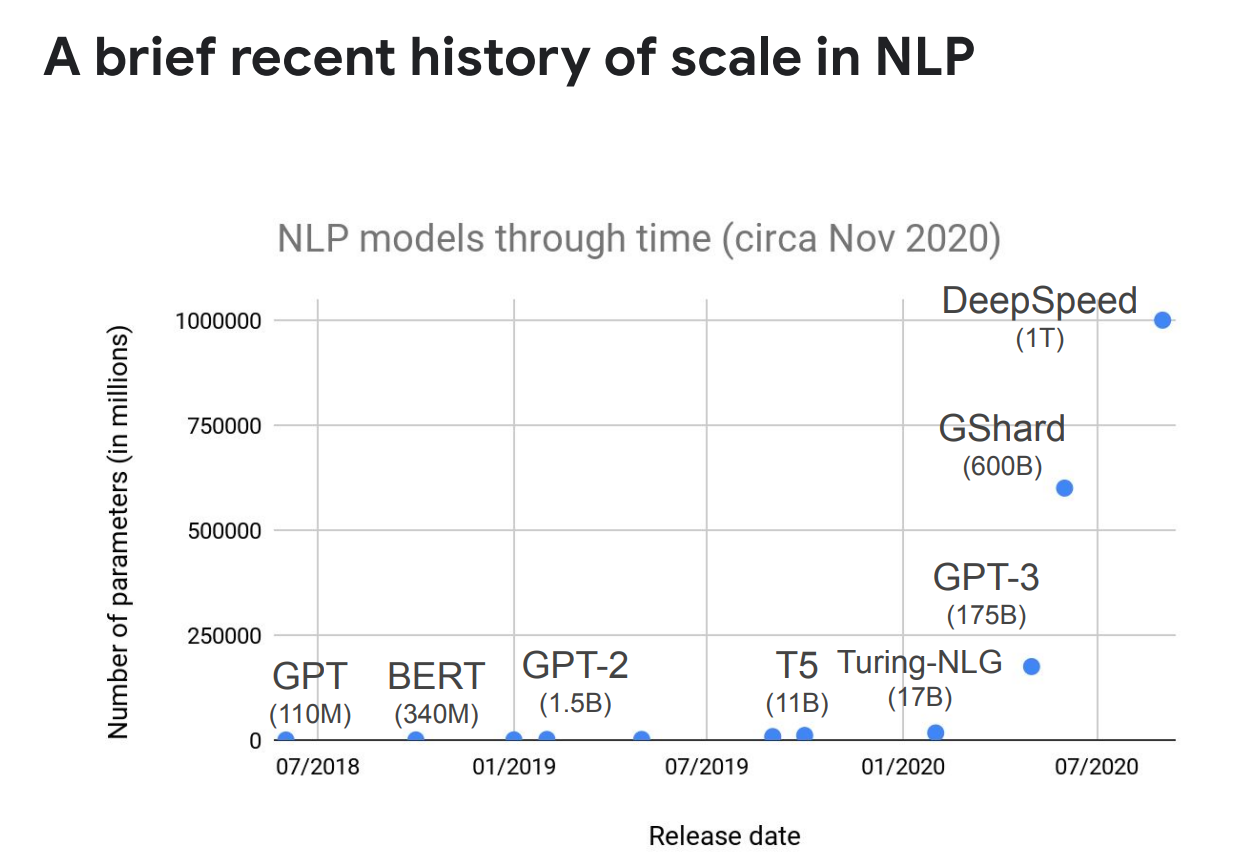 A brief recent history of scale in NLP
NLP models through time (circa Nov 2020)
Number of parameters (in millions)
1000000
750000
500000
250000
0
DeepSpeed
(1T)
GShard
(600B)
GPT-3
(175B)
GPT
(110M)
BERT
(340M)
GPT-2
(1.5B)
T5
(11B)
Turing-NLG
(17B)
07/2018
01/2019
07/2019
01/2020
07/2020
Release date